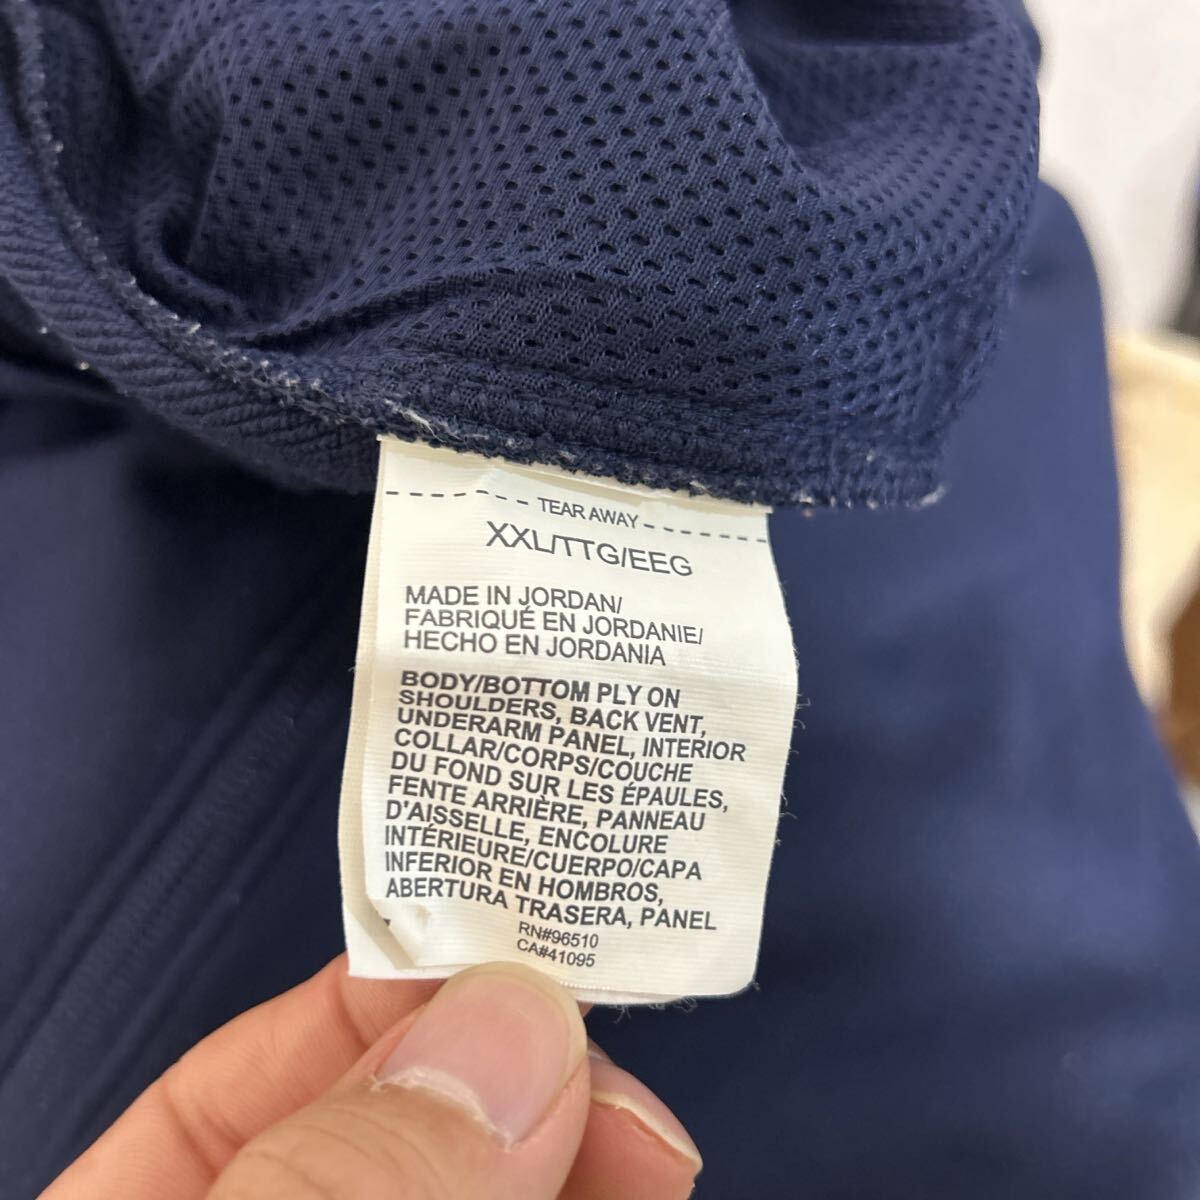 TEAR AWAY
XXL/TTG/EEG
MADE IN JORDAN/
FABRIQUÉ EN JORDANIE/
HECHO EN JORDANIA
BODY/BOTTOM PLY ON
SHOULDERS, BACK VENT,
UNDERARM PANEL, INTERIOR
COLLAR/CORPS/COUCHE
DU FOND SUR LES ÉPAULES,
FENTE ARRIÈRE, PANNEAU
D'AISSELLE, ENCOLURE
INTÉRIEURE/CUERPO/CAPA
INFERIOR EN HOMBROS,
ABERTURA TRASERA, PANEL
RN#96510
CA#41095